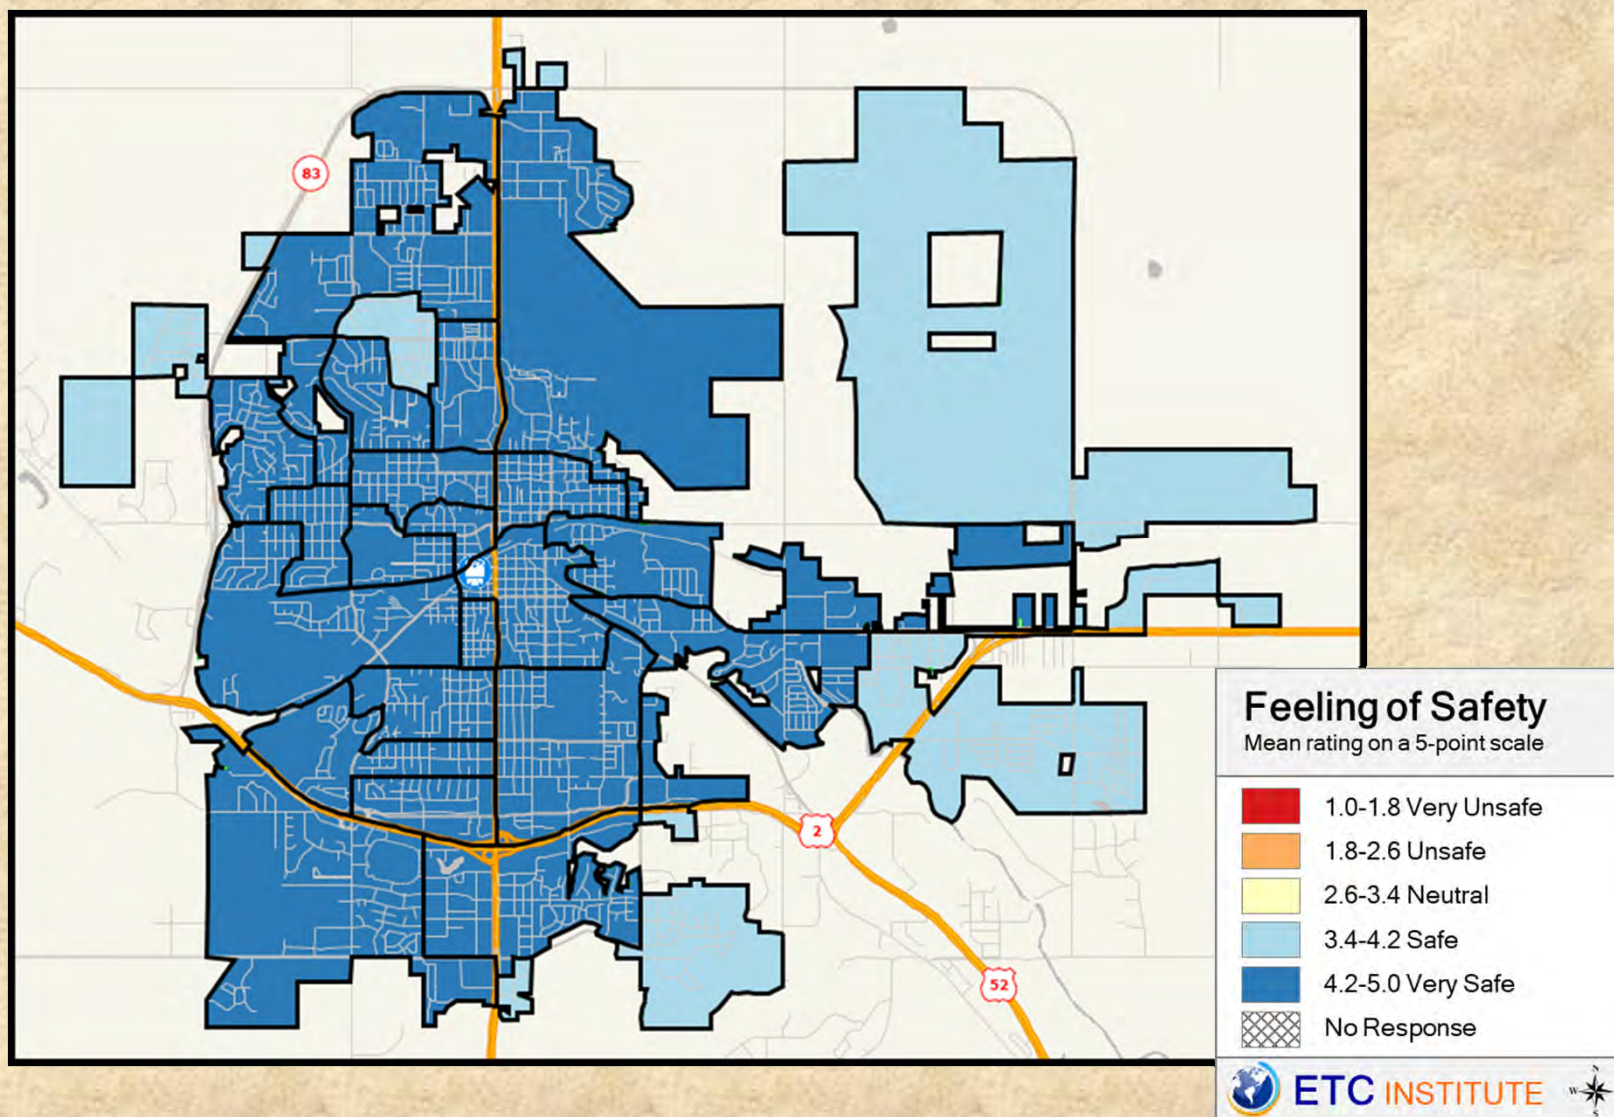 83
2
52
Feeling of Safety
Mean rating on a 5-point scale
1.0-1.8 Very Unsafe
1.8-2.6 Unsafe
2.6-3.4 Neutral
3.4-4.2 Safe
4.2-5.0 Very Safe
No Response
ETC INSTITUTE
N
W
S